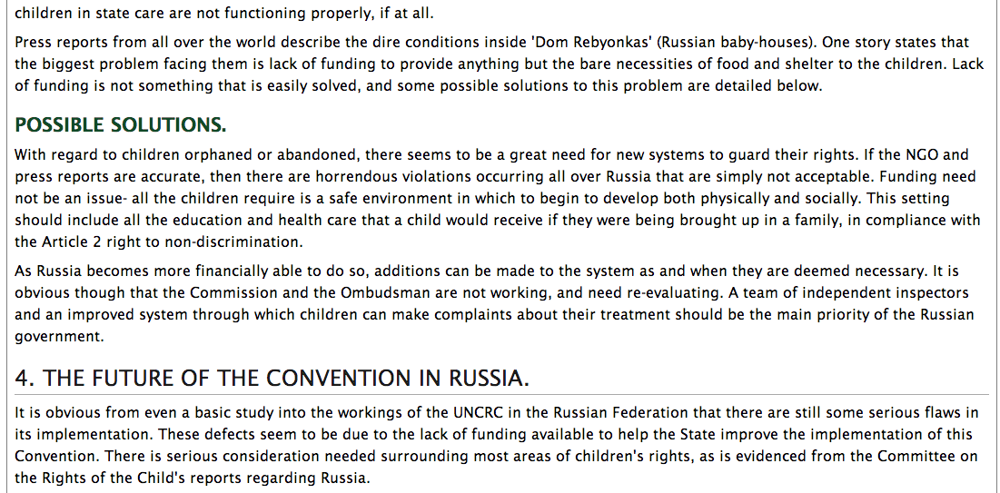 children in state care are not functioning properly, if at all.
Press reports from all over the world describe the dire conditions inside 'Dom Rebyonkas' (Russian baby-houses). One story states that
the biggest problem facing them is lack of funding to provide anything but the bare necessities of food and shelter to the children. Lack
of funding is not something that is easily solved, and some possible solutions to this problem are detailed below.
POSSIBLE SOLUTIONS.
With regard to children orphaned or abandoned, there seems to be a great need for new systems to guard their rights. If the NGO and
press reports are accurate, then there are horrendous violations occurring all over Russia that are simply not acceptable. Funding need
not be an issue- all the children require is a safe environment in which to begin to develop both physically and socially. This setting
should include all the education and health care that a child would receive if they were being brought up in a family, in compliance with
the Article 2 right to non-discrimination.
As Russia becomes more financially able to do so, additions can be made to the system as and when they are deemed necessary. It is
obvious though that the Commission and the Ombudsman are not working, and need re-evaluating. A team of independent inspectors
and an improved system through which children can make complaints about their treatment should be the main priority of the Russian
government.
4. THE FUTURE OF THE CONVENTION IN RUSSIA.
It is obvious from even a basic study into the workings of the UNCRC in the Russian Federation that there are still some serious flaws in
its implementation. These defects seem to be due to the lack of funding available to help the State improve the implementation of this
Convention. There is serious consideration needed surrounding most areas of children's rights, as is evidenced from the Committee on
the Rights of the Child's reports regarding Russia.